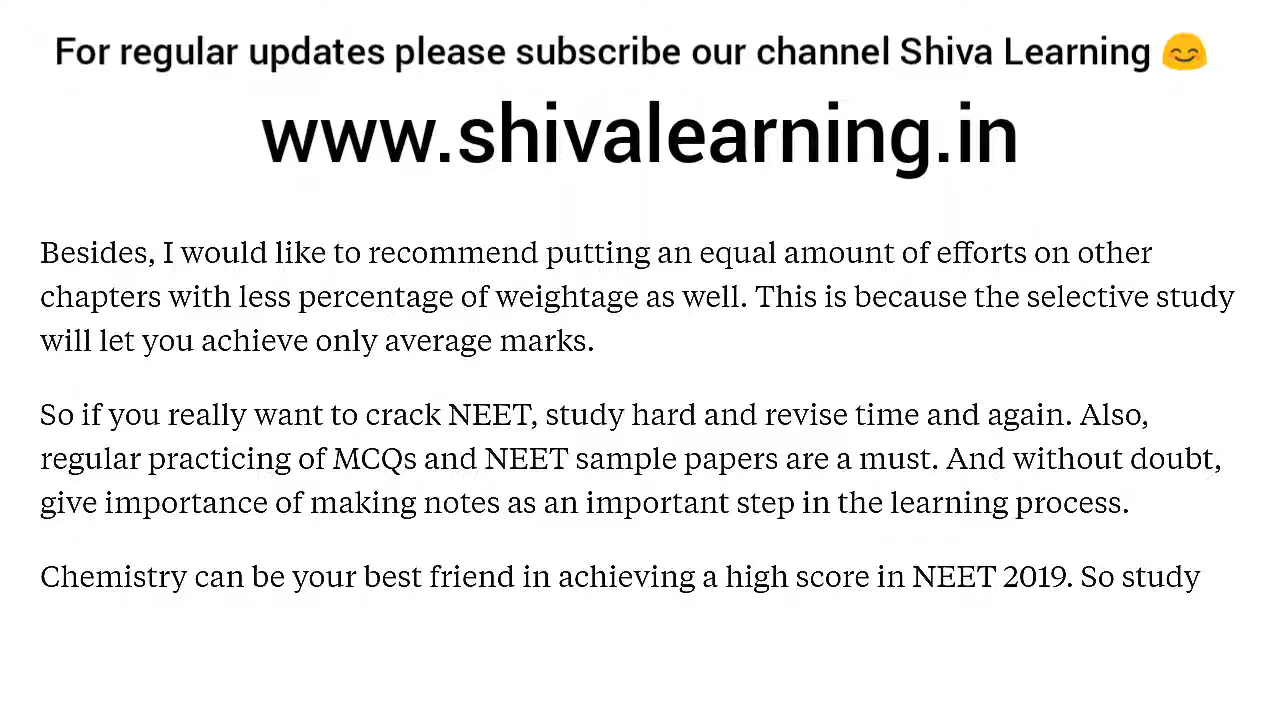 For regular updates please subscribe our channel Shiva Learning 😊
www.shivalearning.in
Besides, I would like to recommend putting an equal amount of efforts on other
chapters with less percentage of weightage as well. This is because the selective study
will let you achieve only average marks.
So if you really want to crack NEET, study hard and revise time and again. Also,
regular practicing of MCQs and NEET sample papers are a must. And without doubt,
give importance of making notes as an important step in the learning process.
Chemistry can be your best friend in achieving a high score in NEET 2019. So study